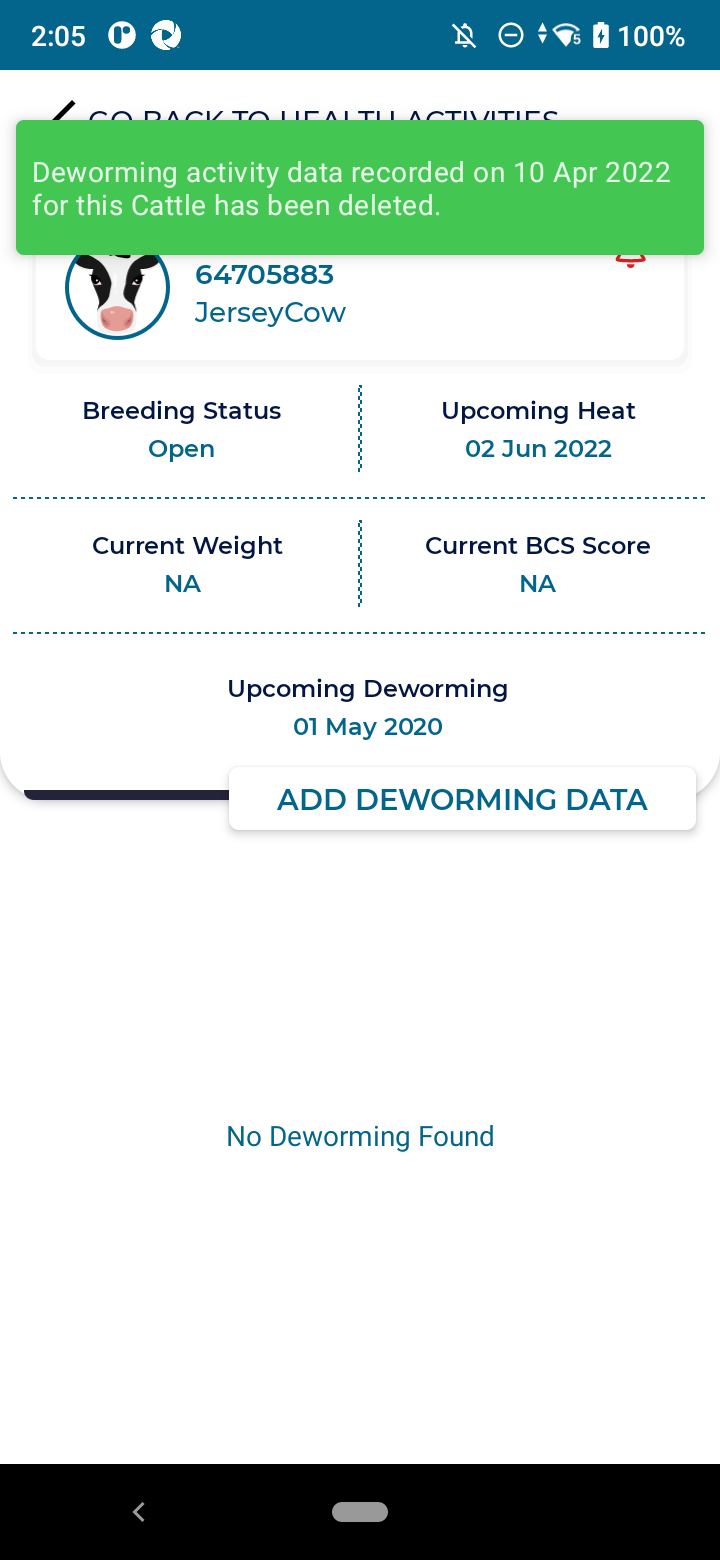 2:05
5
100%
GO BACK TO HEALTH ACTIVITIES
Deworming activity data recorded on 10 Apr 2022
for this Cattle has been deleted.
64705883
JerseyCow
Breeding Status
Upcoming Heat
Open
02 Jun 2022
Current Weight
Current BCS Score
NA
NA
Upcoming Deworming
01 May 2020
ADD DEWORMING DATA
No Deworming Found